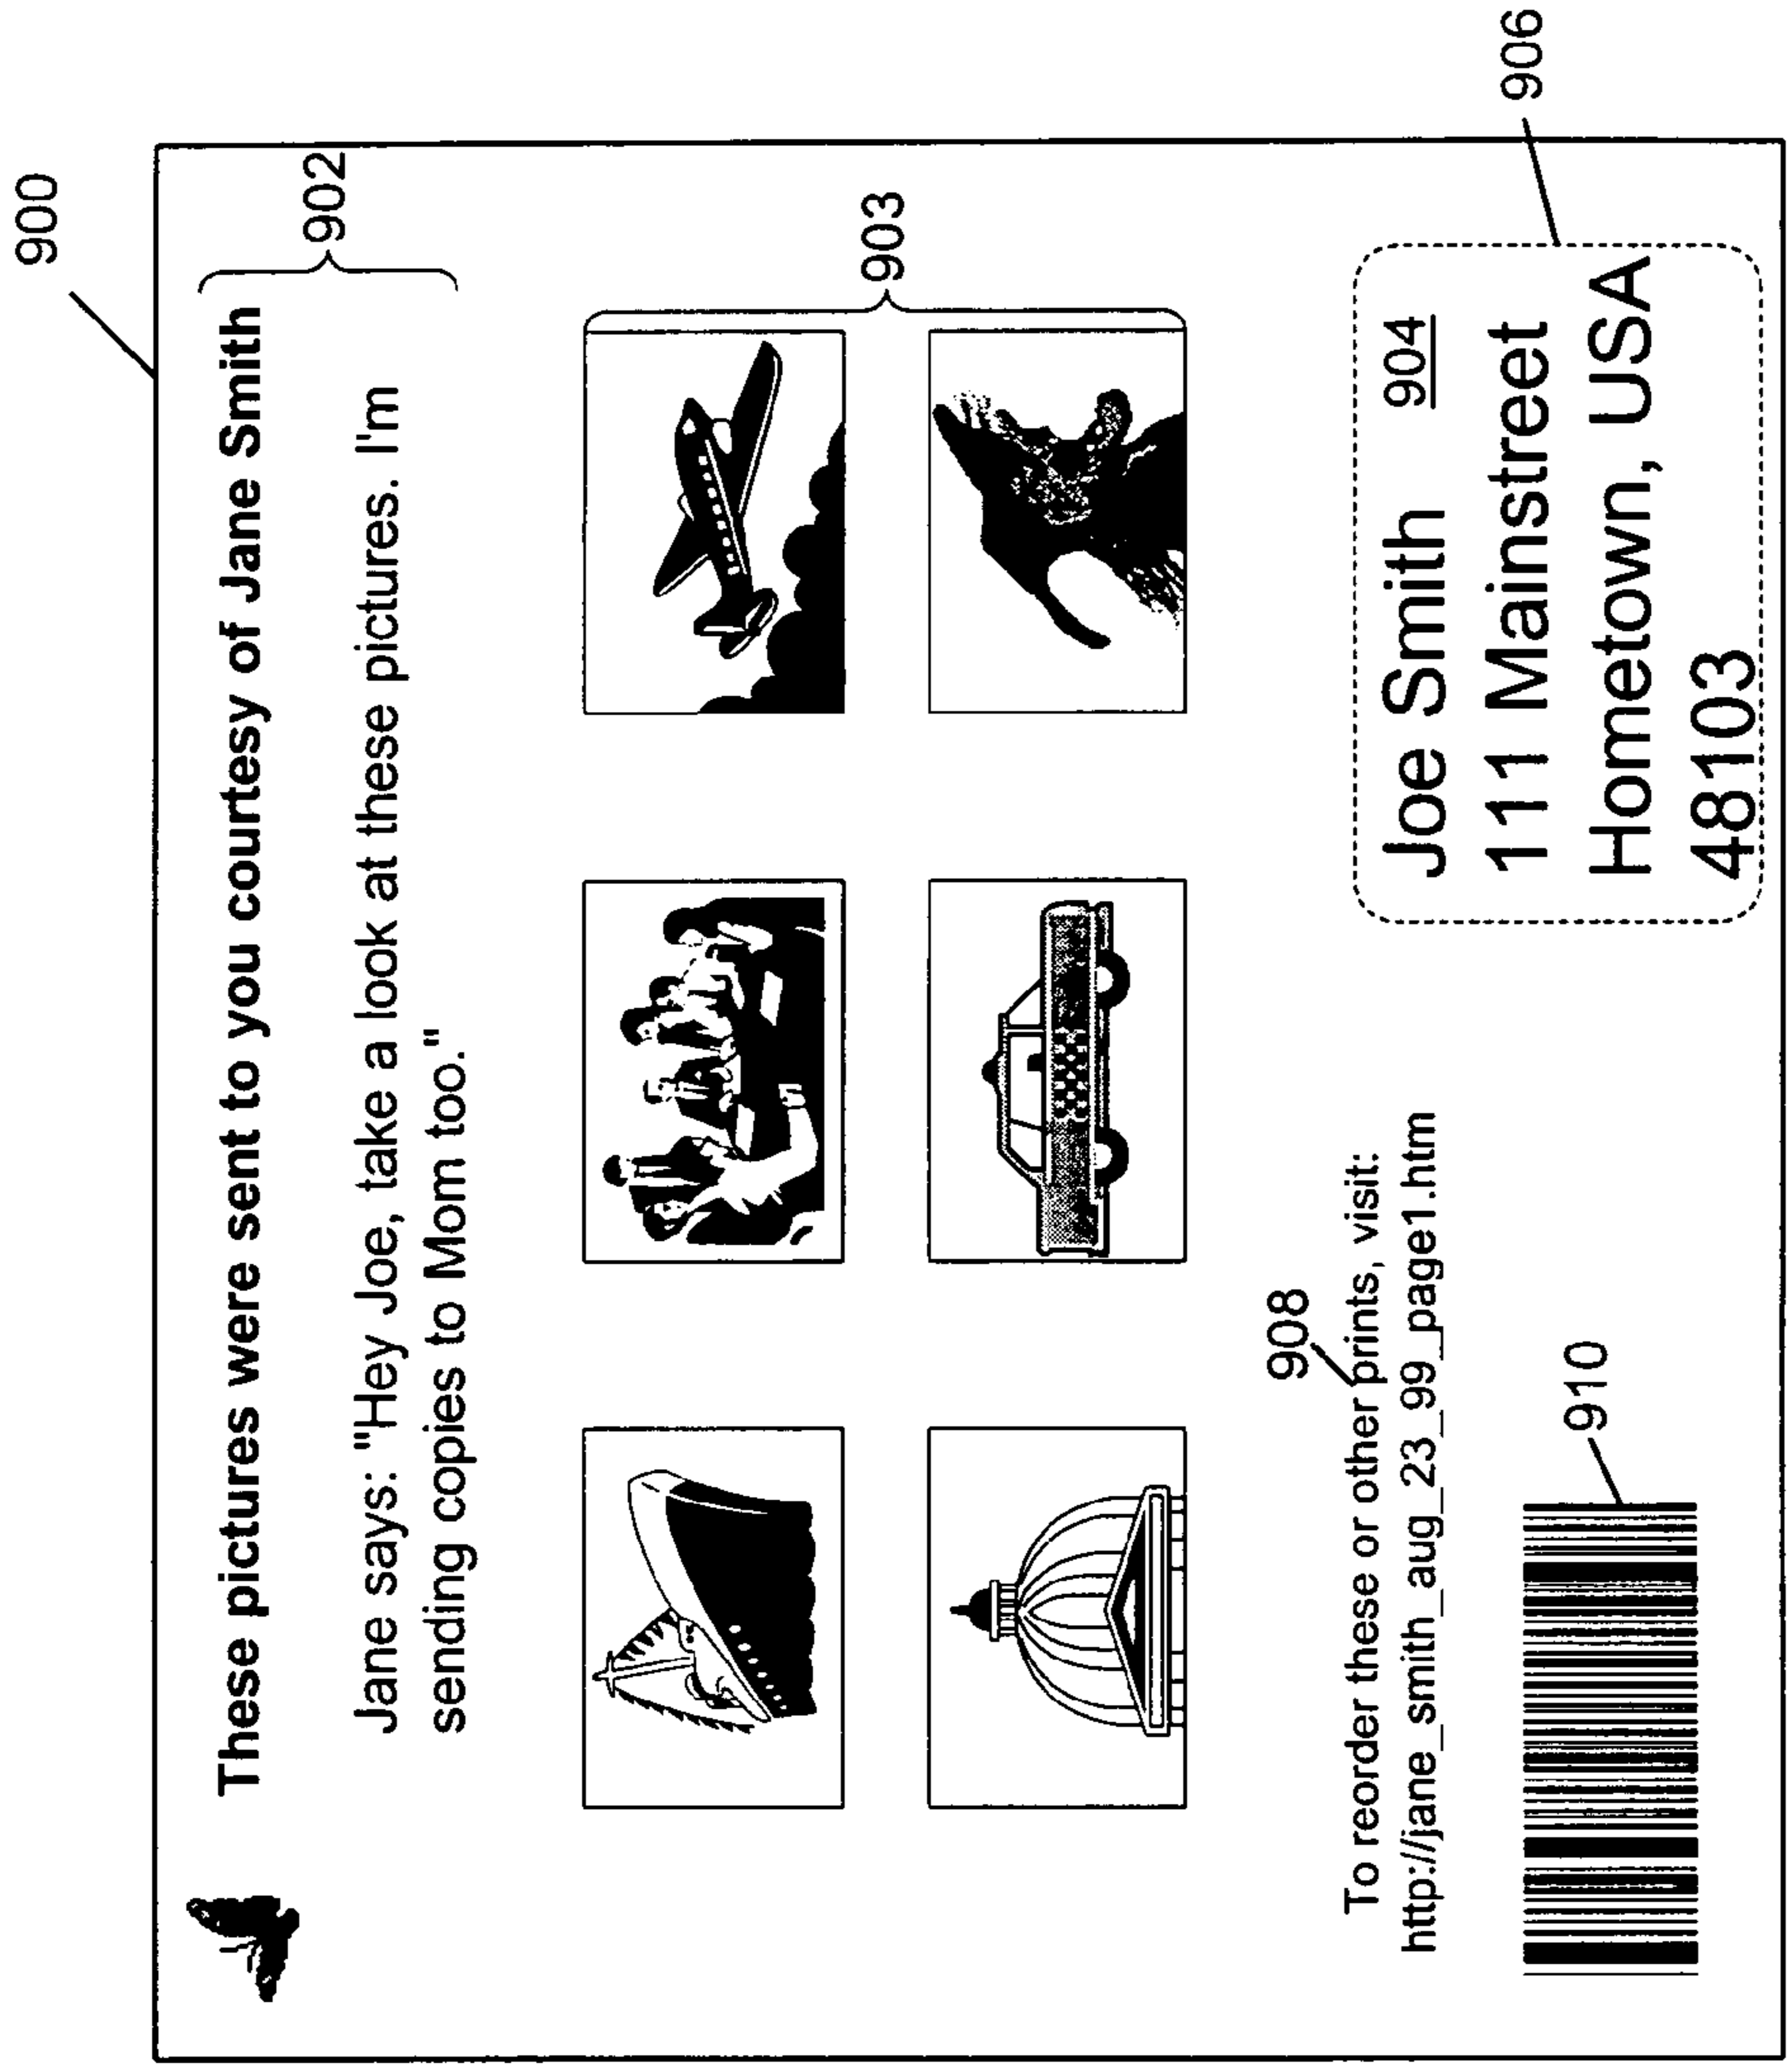 900
These pictures were sent to you courtesy of Jane Smith
902
Jane says: "Hey Joe, take a look at these pictures. I'm
sending copies to Mom too."
903
908
To reorder these or other prints, visit:
http://jane_smith_aug_23_99_page1.htm
910
Joe Smith 904
111 Mainstreet
Hometown, USA
48103
906